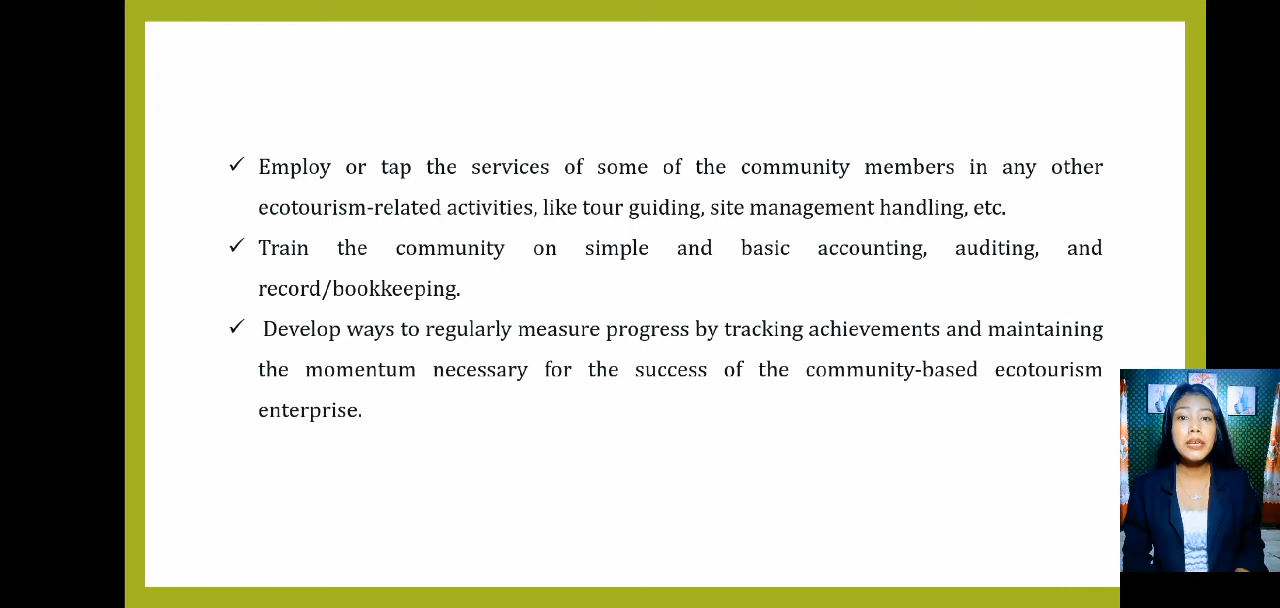 ✓ Employ or tap the services of some of the community members in any other
ecotourism-related activities, like tour guiding, site management handling, etc.
✓ Train the community on simple and basic accounting, auditing, and
record/bookkeeping.
✓ Develop ways to regularly measure progress by tracking achievements and maintaining
the momentum necessary for the success of the community-based ecotourism
enterprise.